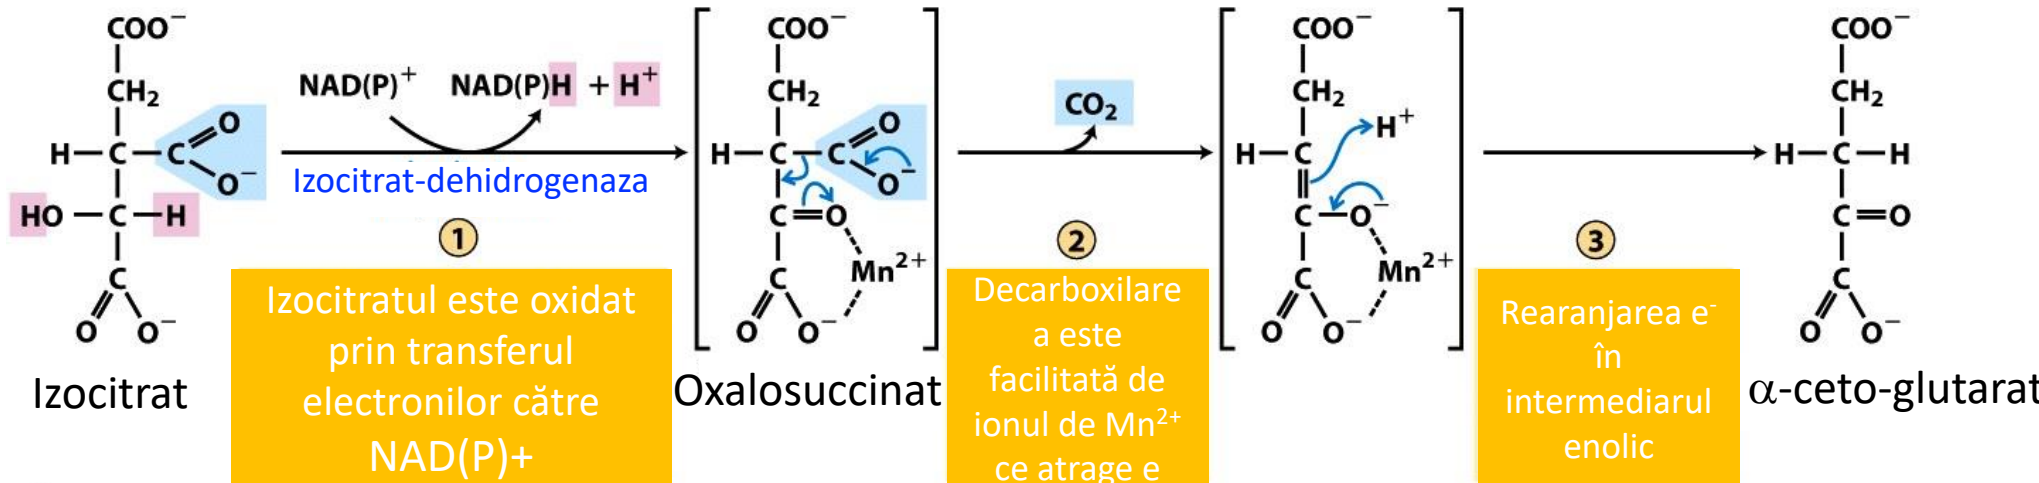 COO⁻
CH₂
H—C—C
O
O⁻
HO—C—H
C
O O⁻
Izocitrat
NAD(P)⁺ NAD(P)H + H⁺
Izocitrat-dehidrogenaza
1
Izocitratul este oxidat
prin transferul
electronilor către
NAD(P)+
COO⁻
CH₂
H—C—C
O
O⁻
C=O
Mn²⁺
C
O O⁻
Oxalosuccinat
CO₂
2
Decarboxilare
a este
facilitată de
ionul de Mn²⁺
ce atrage e
COO⁻
CH₂
H⁺
H—C
C—O⁻
Mn²⁺
C
O O⁻
3
Rearanjarea e⁻
în
intermediarul
enolic
COO⁻
CH₂
H—C—H
C=O
C
O O⁻
α-ceto-glutarat